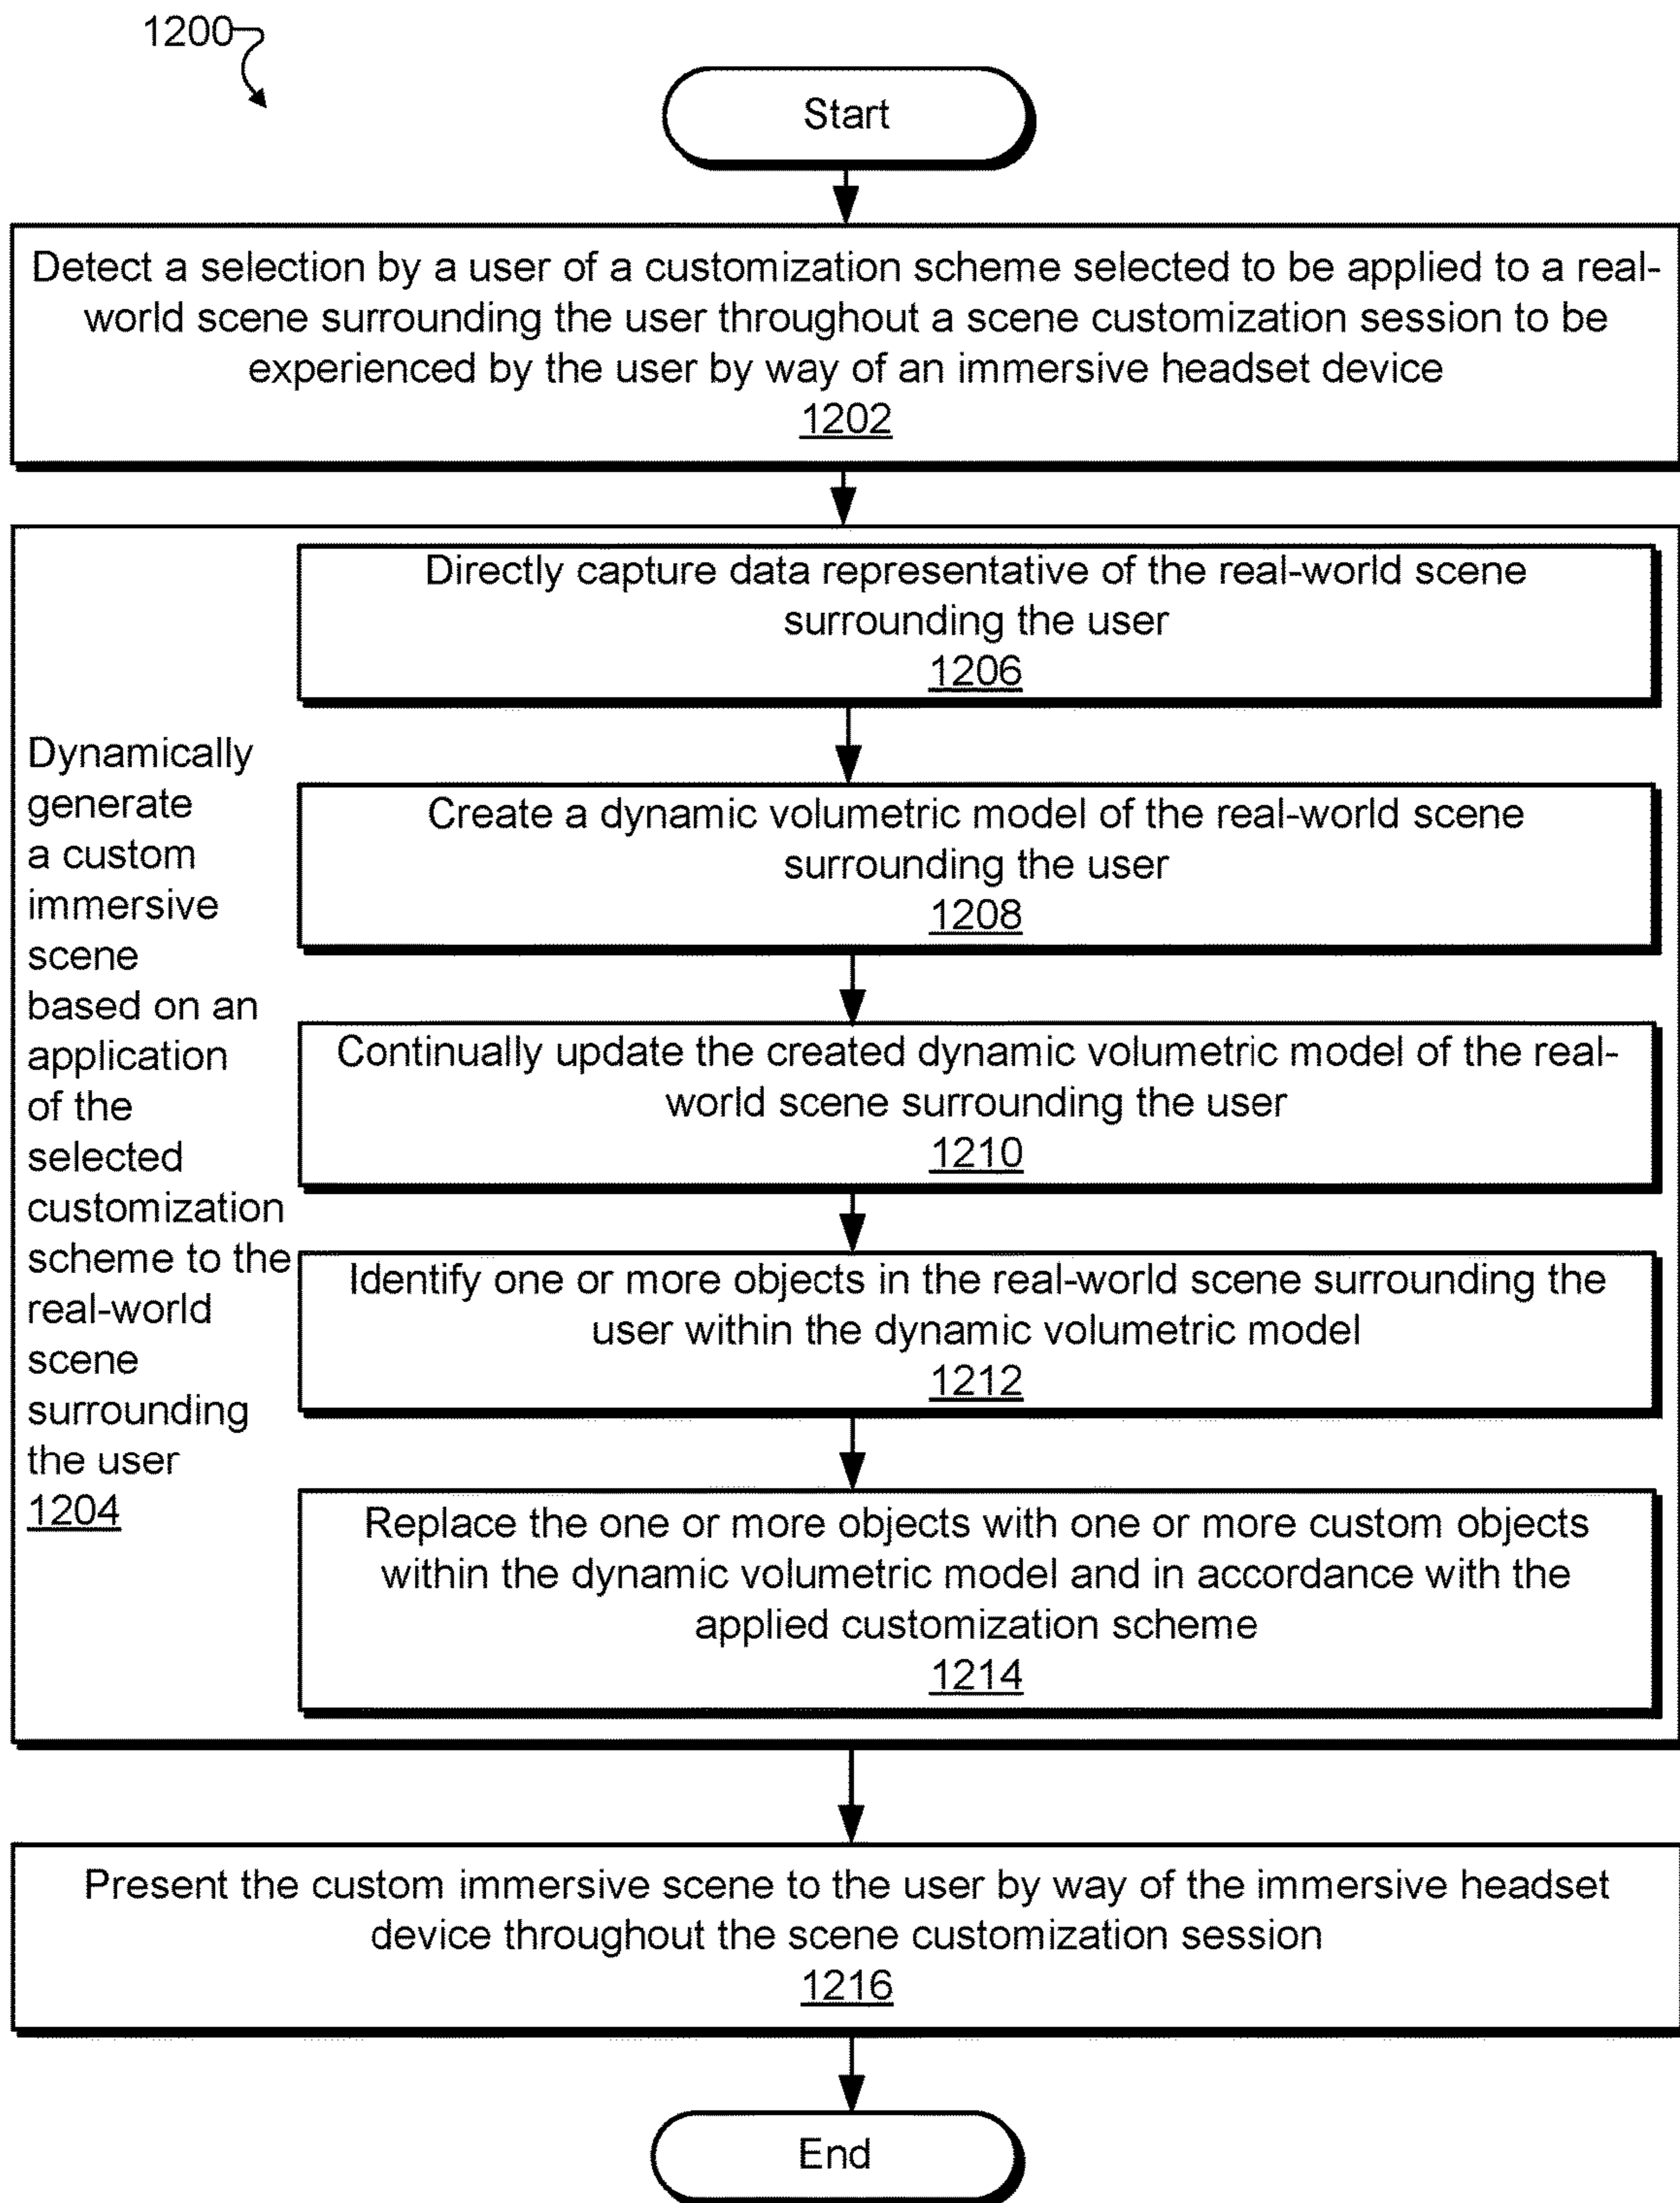 1200
Start
Detect a selection by a user of a customization scheme selected to be applied to a real-
world scene surrounding the user throughout a scene customization session to be
experienced by the user by way of an immersive headset device
1202
Dynamically
generate
a custom
immersive
scene
based on an
application
of the
selected
customization
scheme to the
real-world
scene
surrounding
the user
1204
Directly capture data representative of the real-world scene
surrounding the user
1206
Create a dynamic volumetric model of the real-world scene
surrounding the user
1208
Continually update the created dynamic volumetric model of the real-
world scene surrounding the user
1210
Identify one or more objects in the real-world scene surrounding the
user within the dynamic volumetric model
1212
Replace the one or more objects with one or more custom objects
within the dynamic volumetric model and in accordance with the
applied customization scheme
1214
Present the custom immersive scene to the user by way of the immersive headset
device throughout the scene customization session
1216
End